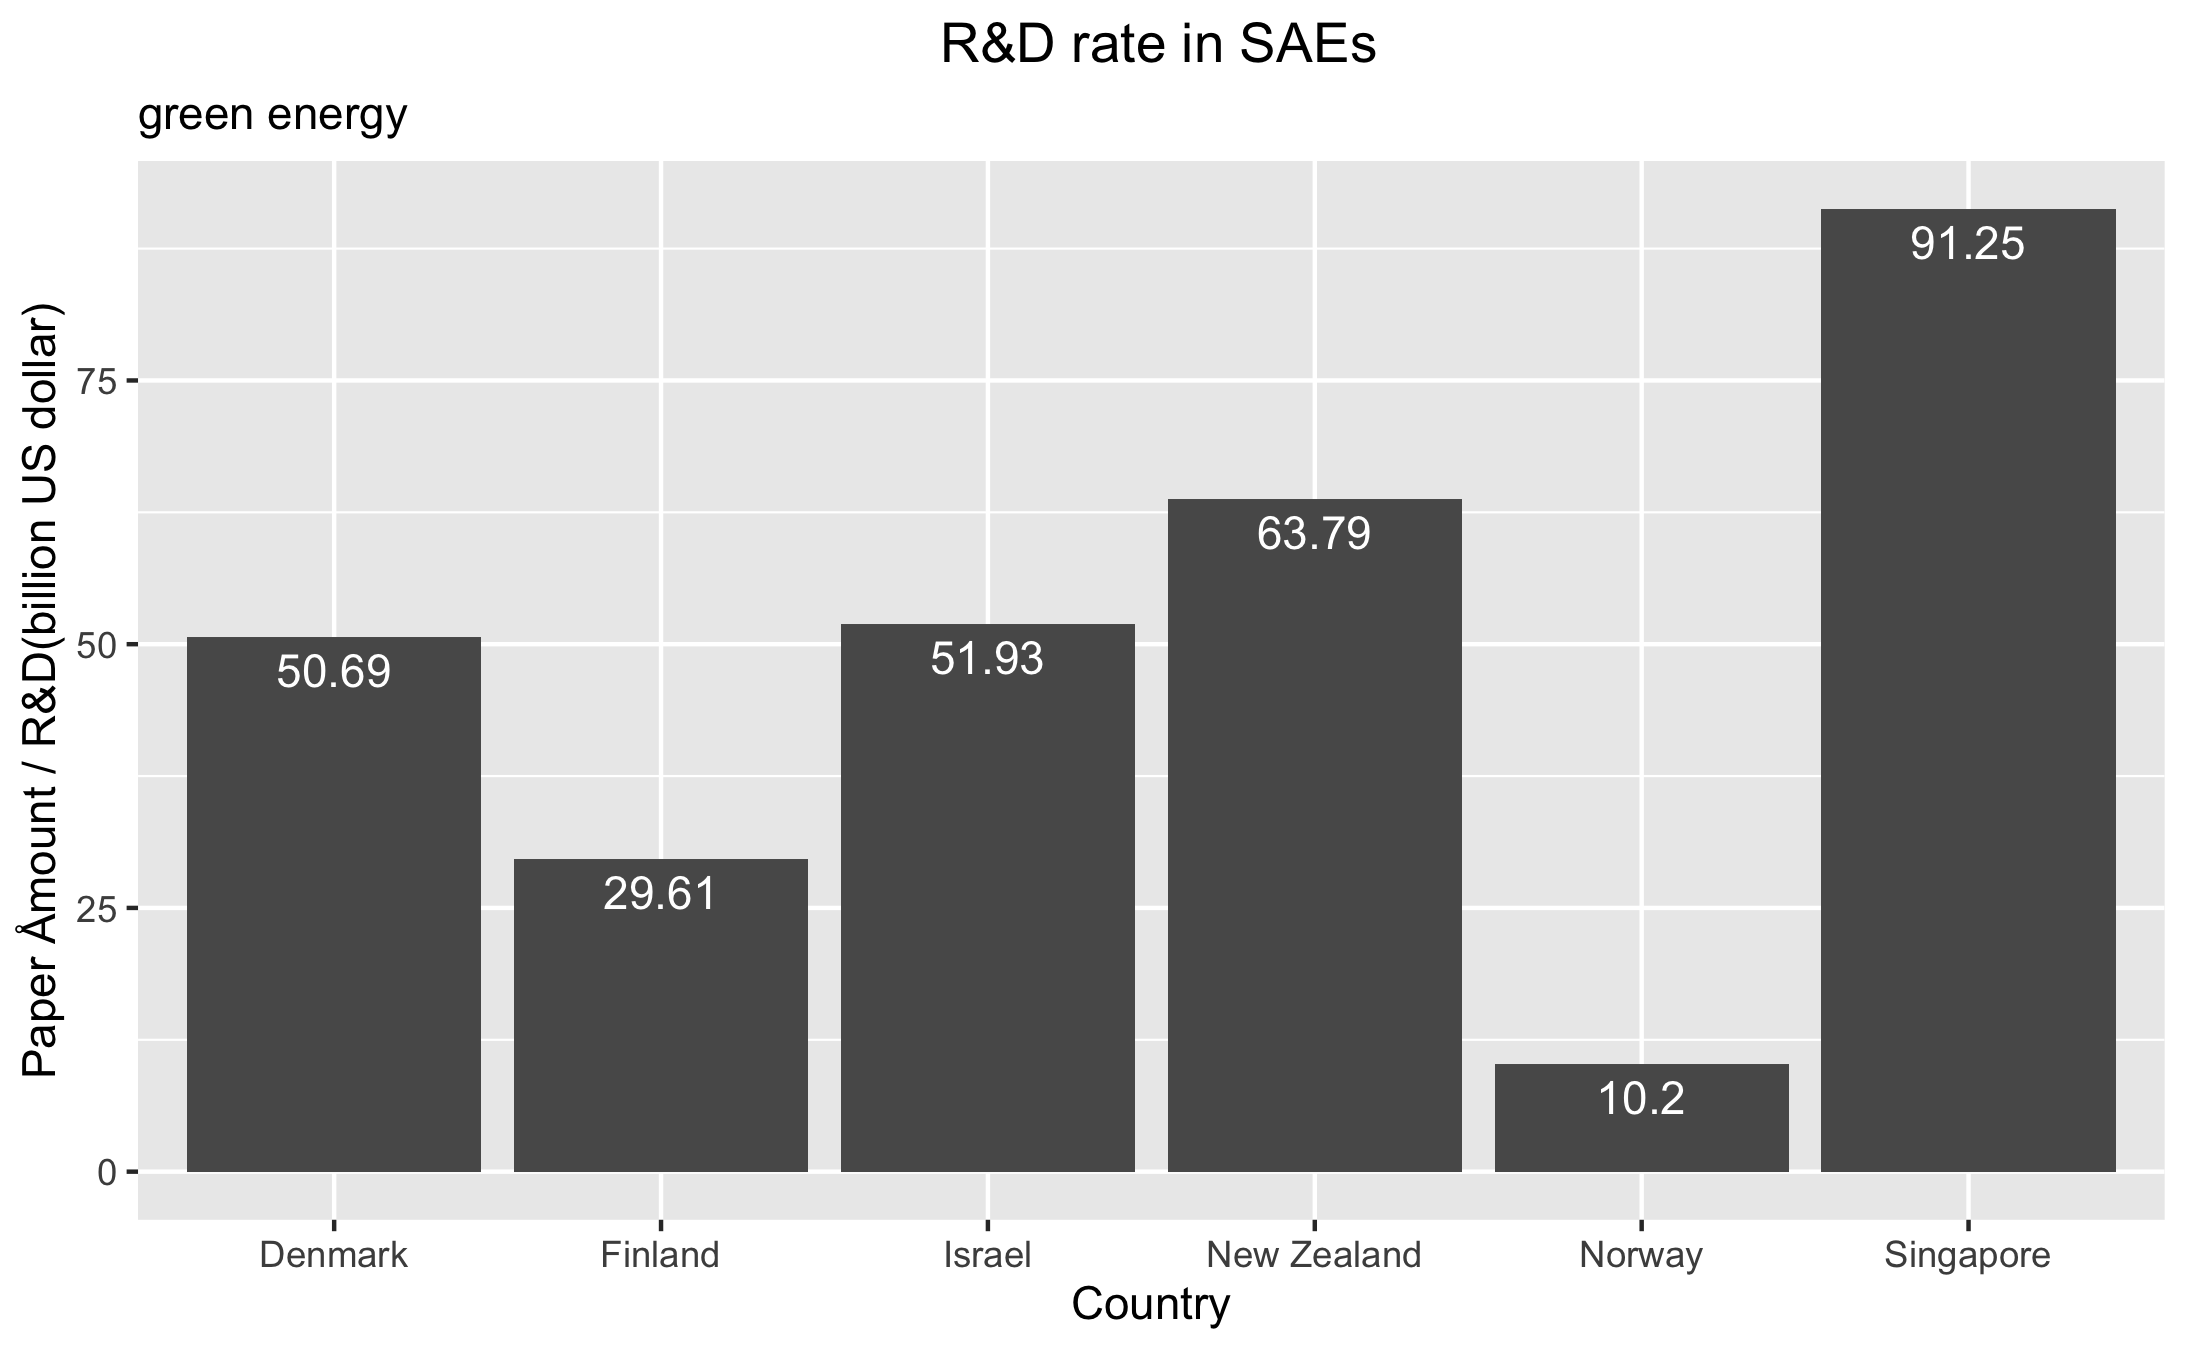 R&D rate in SAEs
green energy
Paper Åmount / R&D(billion US dollar)
75
50
25
0
91.25
63.79
51.93
50.69
29.61
10.2
Denmark Finland Israel New Zealand Norway Singapore
Country